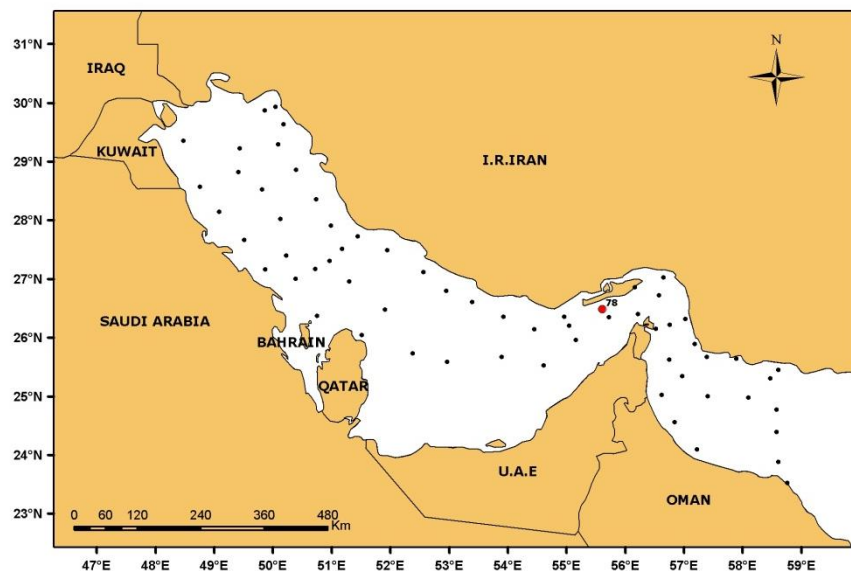 31°N
N
IRAQ
30°N
78
KUWAIT
29°N
I.R.IRAN
28°N
27°N
SAUDI ARABIA
26°N
BAHRAIN
QATAR
25°N
24°N
U.A.E
OMAN
23°N
0 60 120 240 360 480
Km
47°E 48°E 49°E 50°E 51°E 52°E 53°E 54°E 55°E 56°E 57°E 58°E 59°E